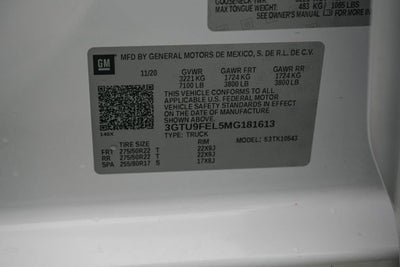 GOOSENECK
483 KG / 1065 LBS
MAX TONGUE WEIGHT
SEE OWNER'S MANUAL FOR MORE
GM
MFD BY GENERAL MOTORS DE MEXICO, S. DE R.L. DE C.V.
11/20 GVWR GAWR FRT GAWR RR
3221 KG 1724 KG 1724 KG
7100 LB 3800 LB 3800 LB
THIS VEHICLE CONFORMS TO ALL
APPLICABLE U.S. FEDERAL MOTOR
VEHICLE SAFETY STANDARDS IN EFFECT
ON THE DATE OF MANUFACTURE
SHOWN ABOVE.
3GTU9FEL5MG181613
TYPE: TRUCK
TIRE SIZE RIM
FRT 275/50R22 T 22X9J
RR 275/50R22 T 22X9J
SPA 255/80R17 S 17X8J